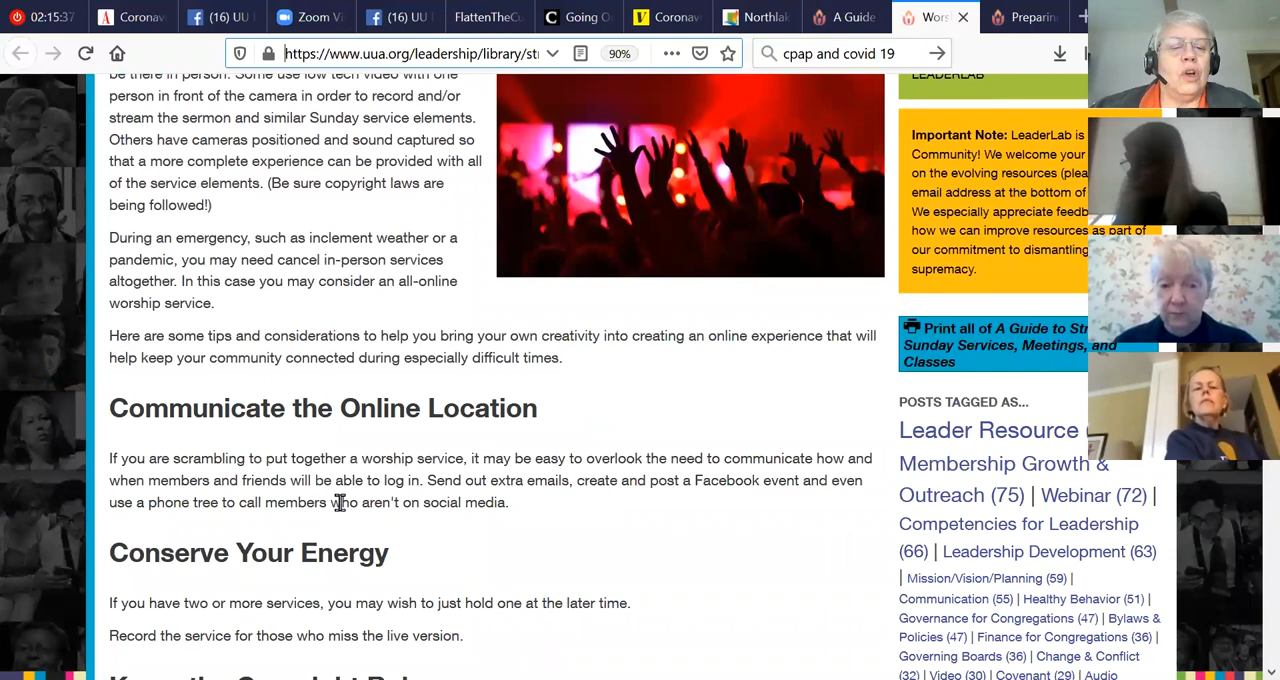 02:15:37
Coronav
(16) UU
Zoom Vi
(16) UU
FlattenTheCu
Going O
Coronav
Northlak
A Guide
Wors
Preparin
https://www.uua.org/leadership/library/st
90%
cpap and covid 19
be there in person. Some use low tech video with one
person in front of the camera in order to record and/or
stream the sermon and similar Sunday service elements.
Others have cameras positioned and sound captured so
that a more complete experience can be provided with all
of the service elements. (Be sure copyright laws are
being followed!)
During an emergency, such as inclement weather or a
pandemic, you may need cancel in-person services
altogether. In this case you may consider an all-online
worship service.
Here are some tips and considerations to help you bring your own creativity into creating an online experience that will
help keep your community connected during especially difficult times.
Communicate the Online Location
If you are scrambling to put together a worship service, it may be easy to overlook the need to communicate how and
when members and friends will be able to log in. Send out extra emails, create and post a Facebook event and even
use a phone tree to call members who aren't on social media.
Conserve Your Energy
If you have two or more services, you may wish to just hold one at the later time.
Record the service for those who miss the live version.
LEADERLAB
Important Note: LeaderLab is
Community! We welcome your
on the evolving resources (plea
email address at the bottom of
We especially appreciate feedb
how we can improve resources as part of
our commitment to dismantling
supremacy.
Print all of A Guide to Str
Sunday Services, Meetings, and
Classes
POSTS TAGGED AS...
Leader Resource
Membership Growth &
Outreach (75) | Webinar (72) |
Competencies for Leadership
(66) | Leadership Development (63)
| Mission/Vision/Planning (59) |
Communication (55) | Healthy Behavior (51) |
Governance for Congregations (47) | Bylaws &
Policies (47) | Finance for Congregations (36) |
Governing Boards (36) | Change & Conflict
(32) | Video (30) | Covenant (29) | Audio